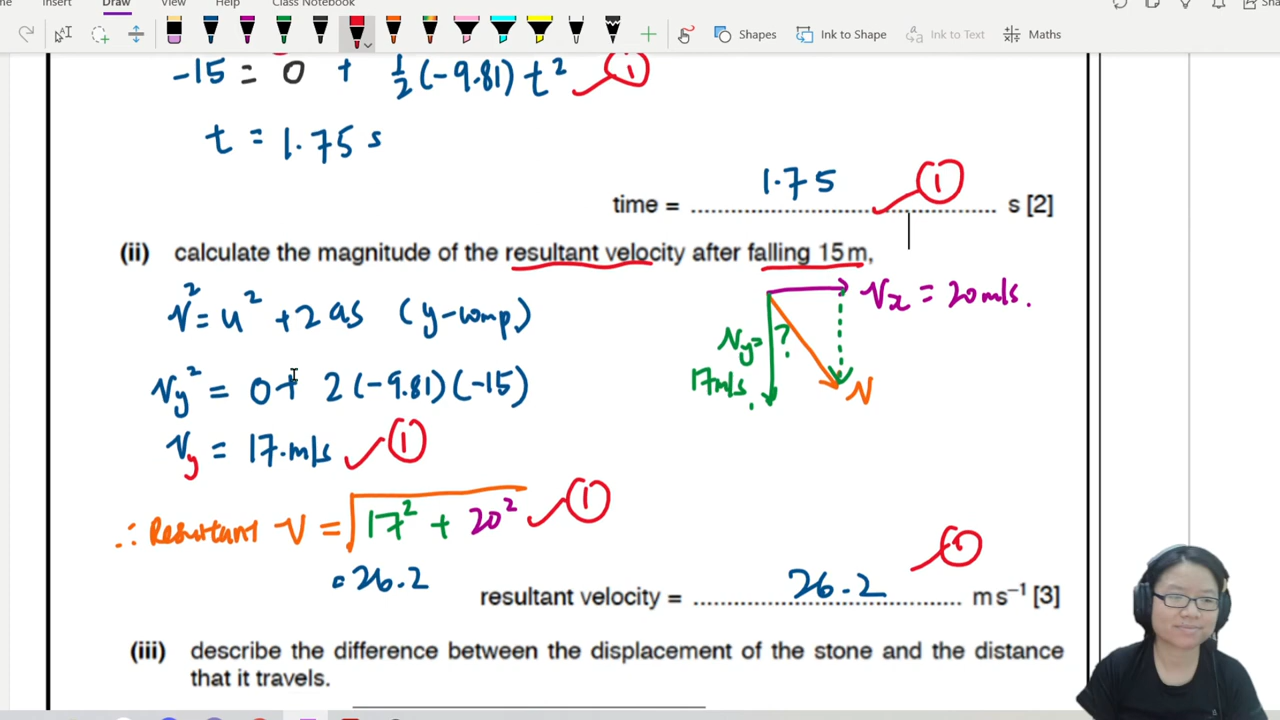 Insert Draw View Help Class Notebook
Shapes Ink to Shape Ink to Text Maths
-15 = 0 + ½ (-9.81) t² ①
t = 1.75 s
1.75 ①
time = ........ s [2]
(ii) calculate the magnitude of the resultant velocity after falling 15 m,
v² = u² + 2as (y-comp)
vx = 20 m/s.
vy = ?
17 m/s.
v
vy² = 0 + 2 (-9.81) (-15)
vy = 17. m/s ①
∴ Resultant v = √17² + 20² ①
= 26.2
resultant velocity = 26.2 m s⁻¹ [3]
(iii) describe the difference between the displacement of the stone and the distance
that it travels.